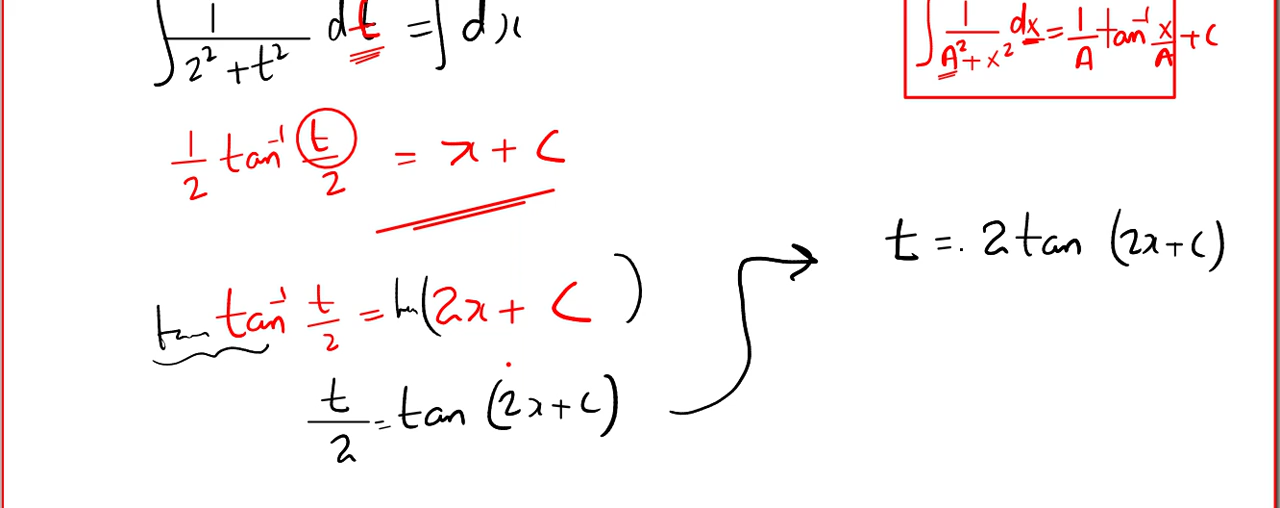 ∫ 1/(2² + t²) dt = ∫ dx
∫ 1/(A² + x²) dx = 1/A tan⁻¹ x/A + C
1/2 tan⁻¹ t/2 = x + C
t = 2 tan (2x + C)
tan tan⁻¹ t/2 = tan (2x + C)
t/2 = tan (2x + C)